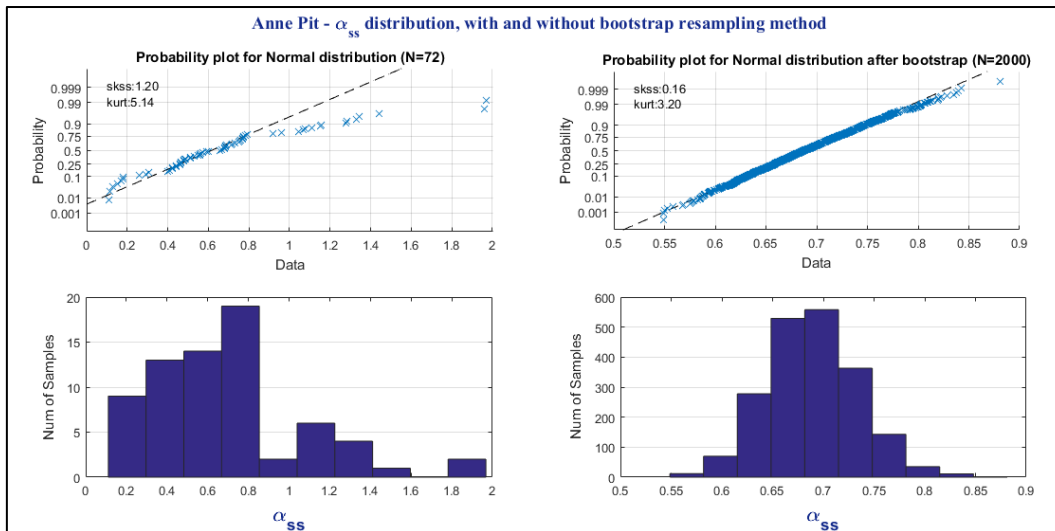 Anne Pit - αss distribution, with and without bootstrap resampling method
Probability plot for Normal distribution (N=72)
skss:1.20
kurt:5.14
Probability
0.999
0.99
0.9
0.75
0.5
0.25
0.1
0.01
0.001
0 0.2 0.4 0.6 0.8 1 1.2 1.4 1.6 1.8 2
Data
Probability plot for Normal distribution after bootstrap (N=2000)
skss:0.16
kurt:3.20
Probability
0.999
0.99
0.9
0.75
0.5
0.25
0.1
0.01
0.001
0.5 0.55 0.6 0.65 0.7 0.75 0.8 0.85 0.9
Data
Num of Samples
20
15
10
5
0
0 0.2 0.4 0.6 0.8 1 1.2 1.4 1.6 1.8 2
αss
Num of Samples
600
500
400
300
200
100
0
0.5 0.55 0.6 0.65 0.7 0.75 0.8 0.85 0.9
αss